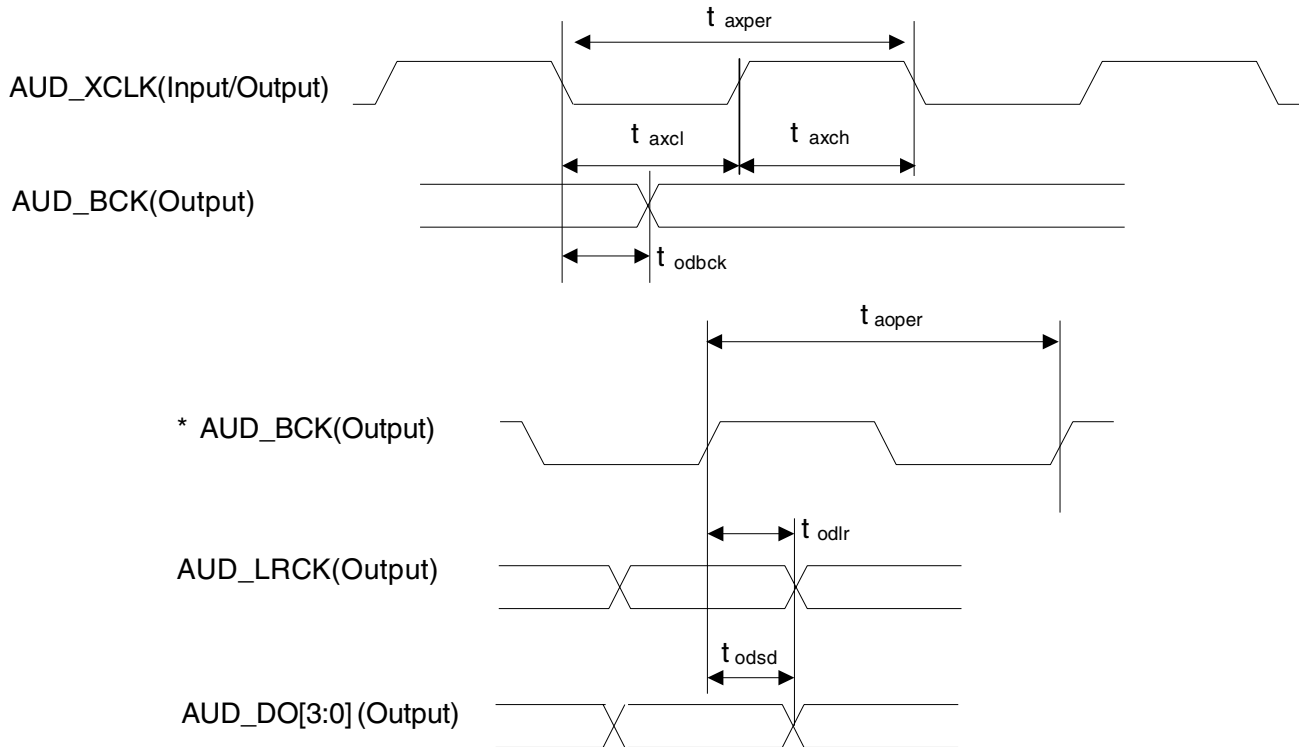 t axper
AUD_XCLK(Input/Output)
t axcl
t axch
AUD_BCK(Output)
t odbck
t aoper
* AUD_BCK(Output)
t odlr
AUD_LRCK(Output)
t odsd
AUD_DO[3:0] (Output)